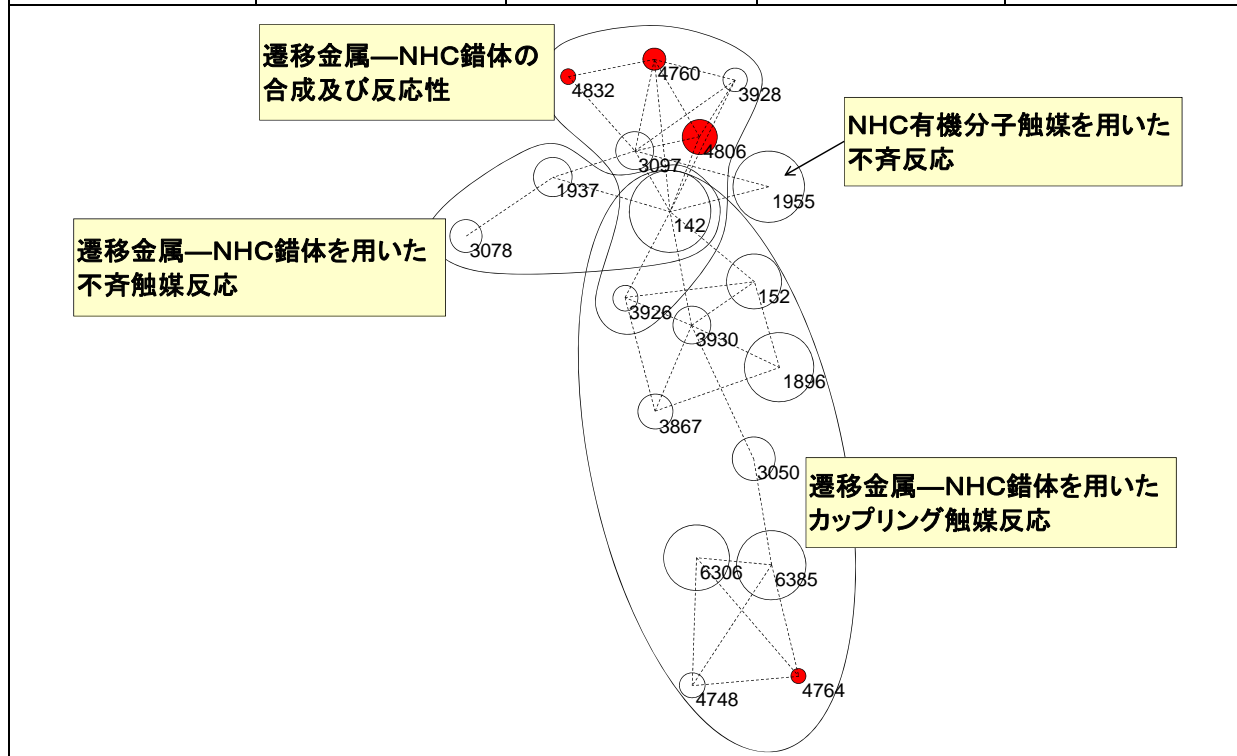 遷移金属―NHC錯体の
合成及び反応性
4832
4760
3928
NHC有機分子触媒を用いた
不斉反応
4806
3097
1937
1955
142
3078
遷移金属―NHC錯体を用いた
不斉触媒反応
152
3926
3930
1896
3867
3050
遷移金属―NHC錯体を用いた
カップリング触媒反応
6306
6385
4748
4764